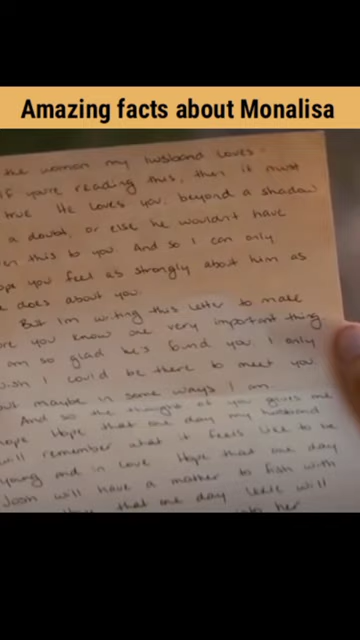 Amazing facts about Monalisa
the woman my husband loves:
If you're reading this, then it must
true He loves you, beyond a shadow
a doubt, or else he wouldn't have
this to you. And so I can only
you feel as strongly about him as
does about you.
But I'm writing this letter to make
you know one very important thing
am so glad he's found you. I only
wish I could be there to meet you
but maybe in some ways I am.
And so the thought of you gives me
hope Hope that one day my husband
will remember what it feels like to be
young and in love Hope that one day
Josh will have a mother to fish with
that one day Lexie will
her